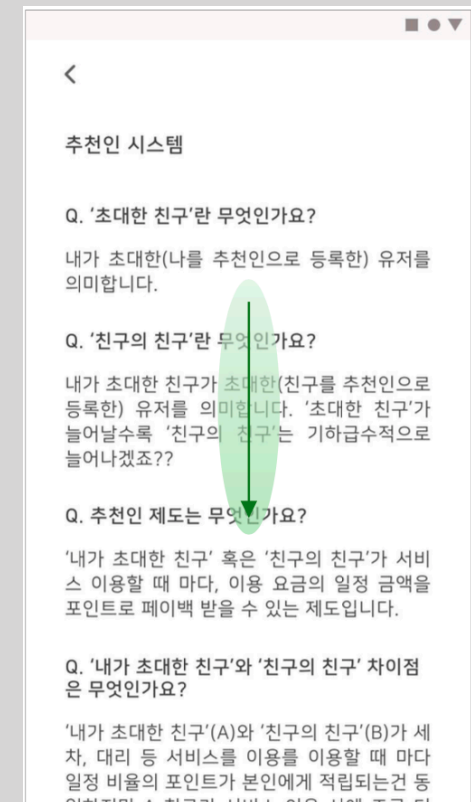 추천인 시스템
Q. '초대한 친구'란 무엇인가요?
내가 초대한(나를 추천인으로 등록한) 유저를
의미합니다.
Q. '친구의 친구'란 무엇인가요?
내가 초대한 친구가 초대한(친구를 추천인으로
등록한) 유저를 의미합니다. '초대한 친구'가
늘어날수록 '친구의 친구'는 기하급수적으로
늘어나겠죠??
Q. 추천인 제도는 무엇인가요?
'내가 초대한 친구' 혹은 '친구의 친구'가 서비
스 이용할 때 마다, 이용 요금의 일정 금액을
포인트로 페이백 받을 수 있는 제도입니다.
Q. '내가 초대한 친구'와 '친구의 친구' 차이점
은 무엇인가요?
'내가 초대한 친구'(A)와 '친구의 친구'(B)가 세
차, 대리 등 서비스를 이용를 이용할 때 마다
일정 비율의 포인트가 본인에게 적립되는건 동